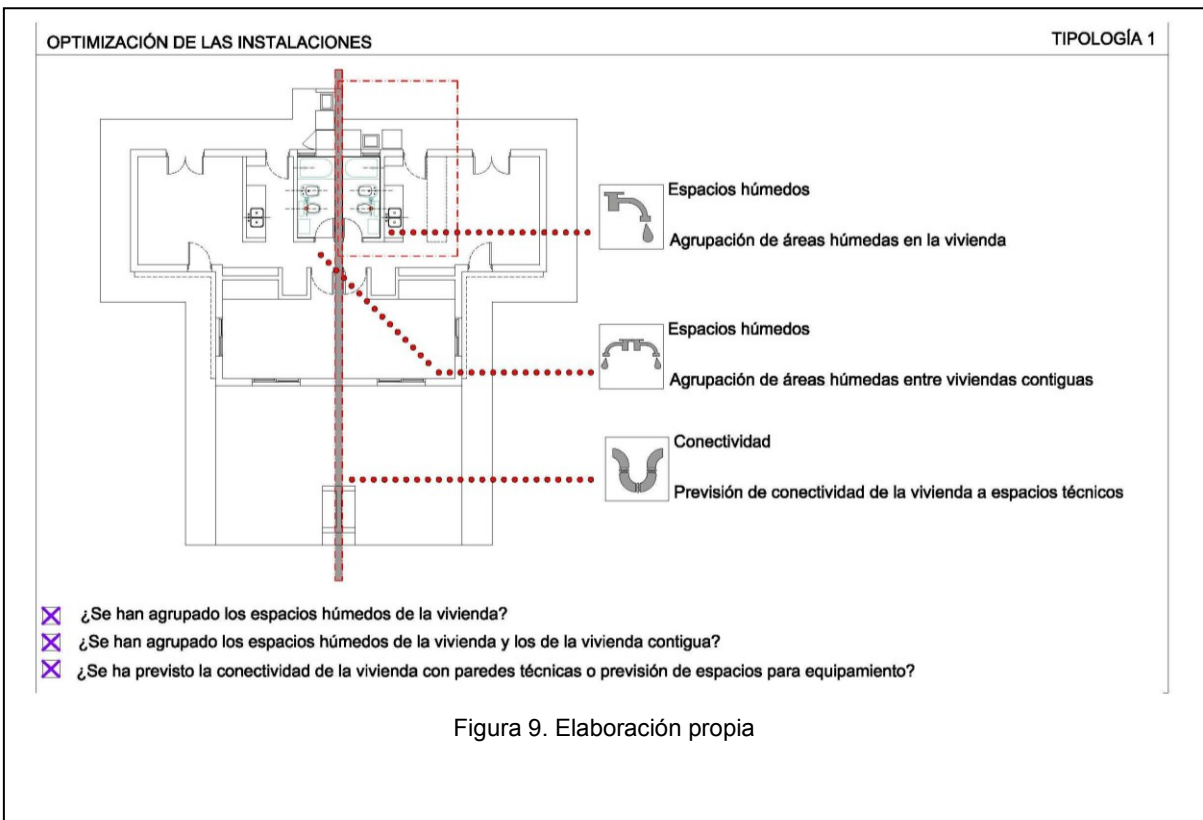 OPTIMIZACIÓN DE LAS INSTALACIONES
TIPOLOGÍA 1
Espacios húmedos
Agrupación de áreas húmedas en la vivienda
Espacios húmedos
Agrupación de áreas húmedas entre viviendas contiguas
Conectividad
Previsión de conectividad de la vivienda a espacios técnicos
¿Se han agrupado los espacios húmedos de la vivienda?
¿Se han agrupado los espacios húmedos de la vivienda y los de la vivienda contigua?
¿Se ha previsto la conectividad de la vivienda con paredes técnicas o previsión de espacios para equipamiento?
Figura 9. Elaboración propia